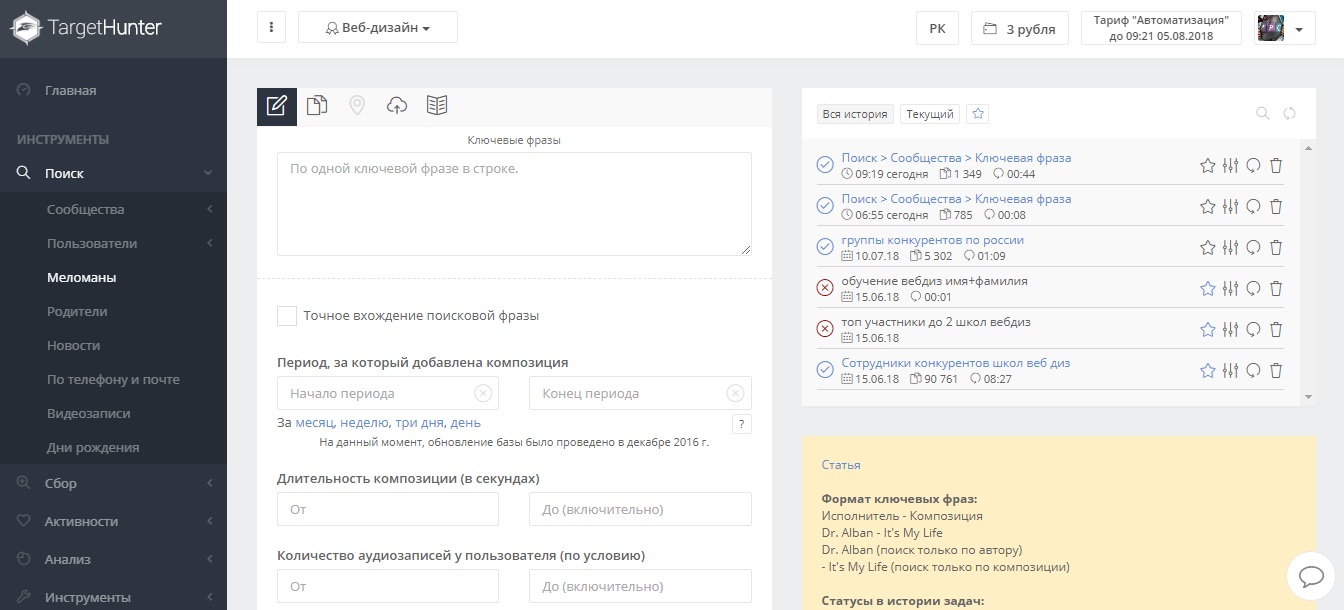 TargetHunter
Веб-дизайн
РК
3 рубля
Тариф "Автоматизация"
до 09:21 05.08.2018
Главная
ИНСТРУМЕНТЫ
Поиск
Сообщества
Пользователи
Меломаны
Родители
Новости
По телефону и почте
Видеозаписи
Дни рождения
Сбор
Активности
Анализ
Инструменты
Ключевые фразы
По одной ключевой фразе в строке.
Точное вхождение поисковой фразы
Период, за который добавлена композиция
Начало периода
Конец периода
За месяц, неделю, три дня, день
?
На данный момент, обновление базы было проведено в декабре 2016 г.
Длительность композиции (в секундах)
От
До (включительно)
Количество аудиозаписей у пользователя (по условию)
От
До (включительно)
Вся история
Текущий
Поиск > Сообщества > Ключевая фраза
09:19 сегодня 1 349 00:44
Поиск > Сообщества > Ключевая фраза
06:55 сегодня 785 00:08
группы конкурентов по россии
10.07.18 5 302 01:09
обучение вебдиз имя+фамилия
15.06.18 00:01
топ участники до 2 школ вебдиз
15.06.18
Сотрудники конкурентов школ веб диз
15.06.18 90 761 08:27
Статья
Формат ключевых фраз:
Исполнитель - Композиция
Dr. Alban - It's My Life
Dr. Alban (поиск только по автору)
- It's My Life (поиск только по композиции)
Статусы в истории задач: